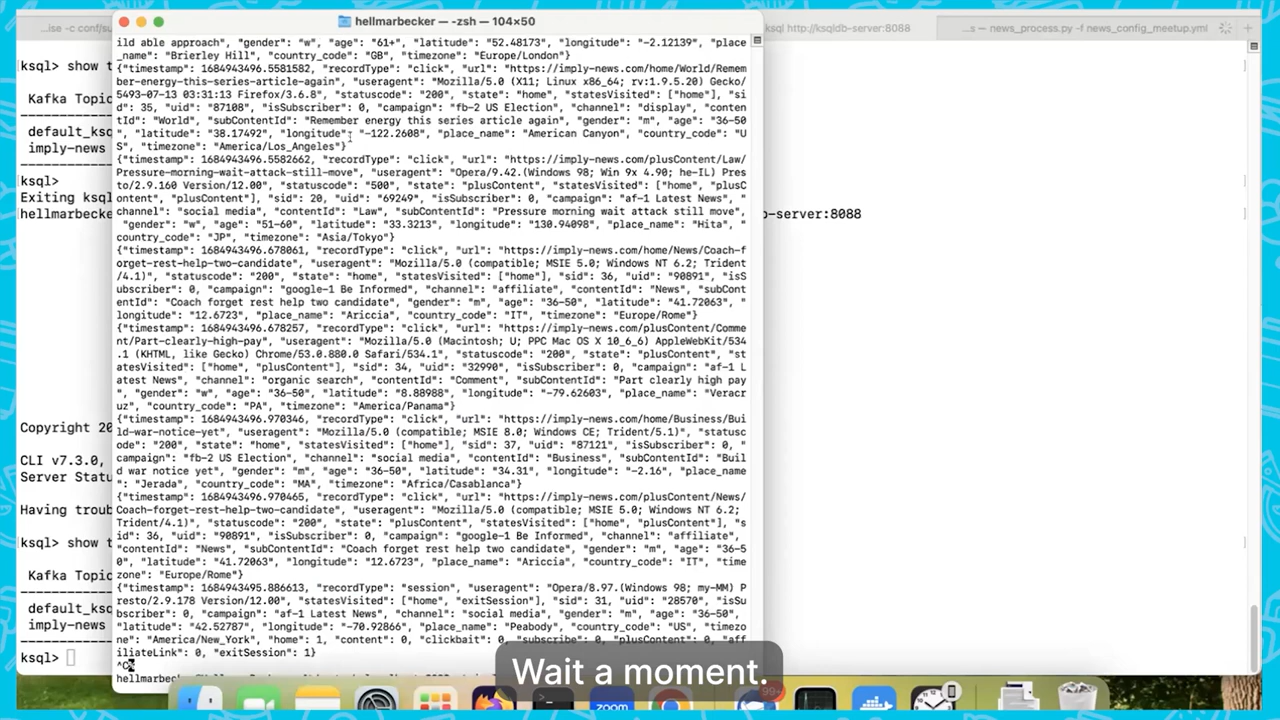 hellmarbecker — -zsh — 104×50
...ise -c conf/su
ksql http://ksqldb-server:8088
...s — news_process.py -f news_config_meetup.yml
ksql> show t
Kafka Topic
default_ksq
imply-news
ksql>
Exiting ksql
hellmarbecke
b-server:8088
Copyright 20
CLI v7.3.0,
Server Statu
Having troub
ksql> show t
Kafka Topic
default_ksq
imply-news
ksql>
ild able approach", "gender": "w", "age": "61+", "latitude": "52.48173", "longitude": "-2.12139", "place
_name": "Brierley Hill", "country_code": "GB", "timezone": "Europe/London"}
{"timestamp": 1684943496.5581582, "recordType": "click", "url": "https://imply-news.com/home/World/Remem
ber-energy-this-series-article-again", "useragent": "Mozilla/5.0 (X11; Linux x86_64; rv:1.9.5.20) Gecko/
5493-07-13 03:31:13 Firefox/3.6.8", "statuscode": "200", "state": "home", "statesVisited": ["home"], "si
d": 35, "uid": "87108", "isSubscriber": 0, "campaign": "fb-2 US Election", "channel": "display", "conten
tId": "World", "subContentId": "Remember energy this series article again", "gender": "m", "age": "36-50
", "latitude": "38.17492", "longitude": "-122.2608", "place_name": "American Canyon", "country_code": "U
S", "timezone": "America/Los_Angeles"}
{"timestamp": 1684943496.5582662, "recordType": "click", "url": "https://imply-news.com/plusContent/Law/
Pressure-morning-wait-attack-still-move", "useragent": "Opera/9.42.(Windows 98; Win 9x 4.90; he-IL) Pres
to/2.9.160 Version/12.00", "statuscode": "500", "state": "plusContent", "statesVisited": ["home", "plusC
ontent", "plusContent"], "sid": 20, "uid": "69249", "isSubscriber": 0, "campaign": "af-1 Latest News", "
channel": "social media", "contentId": "Law", "subContentId": "Pressure morning wait attack still move",
"gender": "w", "age": "51-60", "latitude": "33.3213", "longitude": "130.94098", "place_name": "Hita", "
country_code": "JP", "timezone": "Asia/Tokyo"}
{"timestamp": 1684943496.678061, "recordType": "click", "url": "https://imply-news.com/home/News/Coach-f
orget-rest-help-two-candidate", "useragent": "Mozilla/5.0 (compatible; MSIE 5.0; Windows NT 6.2; Trident
/4.1)", "statuscode": "200", "state": "home", "statesVisited": ["home"], "sid": 36, "uid": "90891", "isS
ubscriber": 0, "campaign": "google-1 Be Informed", "channel": "affiliate", "contentId": "News", "subCont
entId": "Coach forget rest help two candidate", "gender": "m", "age": "36-50", "latitude": "41.72063", "
longitude": "12.6723", "place_name": "Ariccia", "country_code": "IT", "timezone": "Europe/Rome"}
{"timestamp": 1684943496.678257, "recordType": "click", "url": "https://imply-news.com/plusContent/Comme
nt/Part-clearly-high-pay", "useragent": "Mozilla/5.0 (Macintosh; U; PPC Mac OS X 10_6_6) AppleWebKit/534
.1 (KHTML, like Gecko) Chrome/53.0.880.0 Safari/534.1", "statuscode": "200", "state": "plusContent", "st
atesVisited": ["home", "plusContent"], "sid": 34, "uid": "32990", "isSubscriber": 0, "campaign": "af-1 L
atest News", "channel": "organic search", "contentId": "Comment", "subContentId": "Part clearly high pay
", "gender": "w", "age": "36-50", "latitude": "8.88988", "longitude": "-79.62603", "place_name": "Veracr
uz", "country_code": "PA", "timezone": "America/Panama"}
{"timestamp": 1684943496.970346, "recordType": "click", "url": "https://imply-news.com/home/Business/Bui
ld-war-notice-yet", "useragent": "Mozilla/5.0 (compatible; MSIE 8.0; Windows CE; Trident/5.1)", "statusc
ode": "200", "state": "home", "statesVisited": ["home"], "sid": 37, "uid": "87121", "isSubscriber": 0, "
campaign": "fb-2 US Election", "channel": "social media", "contentId": "Business", "subContentId": "Buil
d war notice yet", "gender": "m", "age": "36-50", "latitude": "34.31", "longitude": "-2.16", "place_name
": "Jerada", "country_code": "MA", "timezone": "Africa/Casablanca"}
{"timestamp": 1684943496.970465, "recordType": "click", "url": "https://imply-news.com/plusContent/News/
Coach-forget-rest-help-two-candidate", "useragent": "Mozilla/5.0 (compatible; MSIE 5.0; Windows NT 6.2;
Trident/4.1)", "statuscode": "200", "state": "plusContent", "statesVisited": ["home", "plusContent"], "s
id": 36, "uid": "90891", "isSubscriber": 0, "campaign": "google-1 Be Informed", "channel": "affiliate",
"contentId": "News", "subContentId": "Coach forget rest help two candidate", "gender": "m", "age": "36-5
0", "latitude": "41.72063", "longitude": "12.6723", "place_name": "Ariccia", "country_code": "IT", "time
zone": "Europe/Rome"}
{"timestamp": 1684943495.886613, "recordType": "session", "useragent": "Opera/8.97.(Windows 98; my-MM) P
resto/2.9.178 Version/12.00", "statesVisited": ["home", "exitSession"], "sid": 31, "uid": "28570", "isSu
bscriber": 0, "campaign": "af-1 Latest News", "channel": "social media", "gender": "m", "age": "36-50",
"latitude": "42.52787", "longitude": "-70.92866", "place_name": "Peabody", "country_code": "US", "timezo
ne": "America/New_York", "home": 1, "content": 0, "clickbait": 0, "subscribe": 0, "plusContent": 0, "aff
iliateLink": 0, "exitSession": 1}
^C
Wait a moment.
zoom
99+